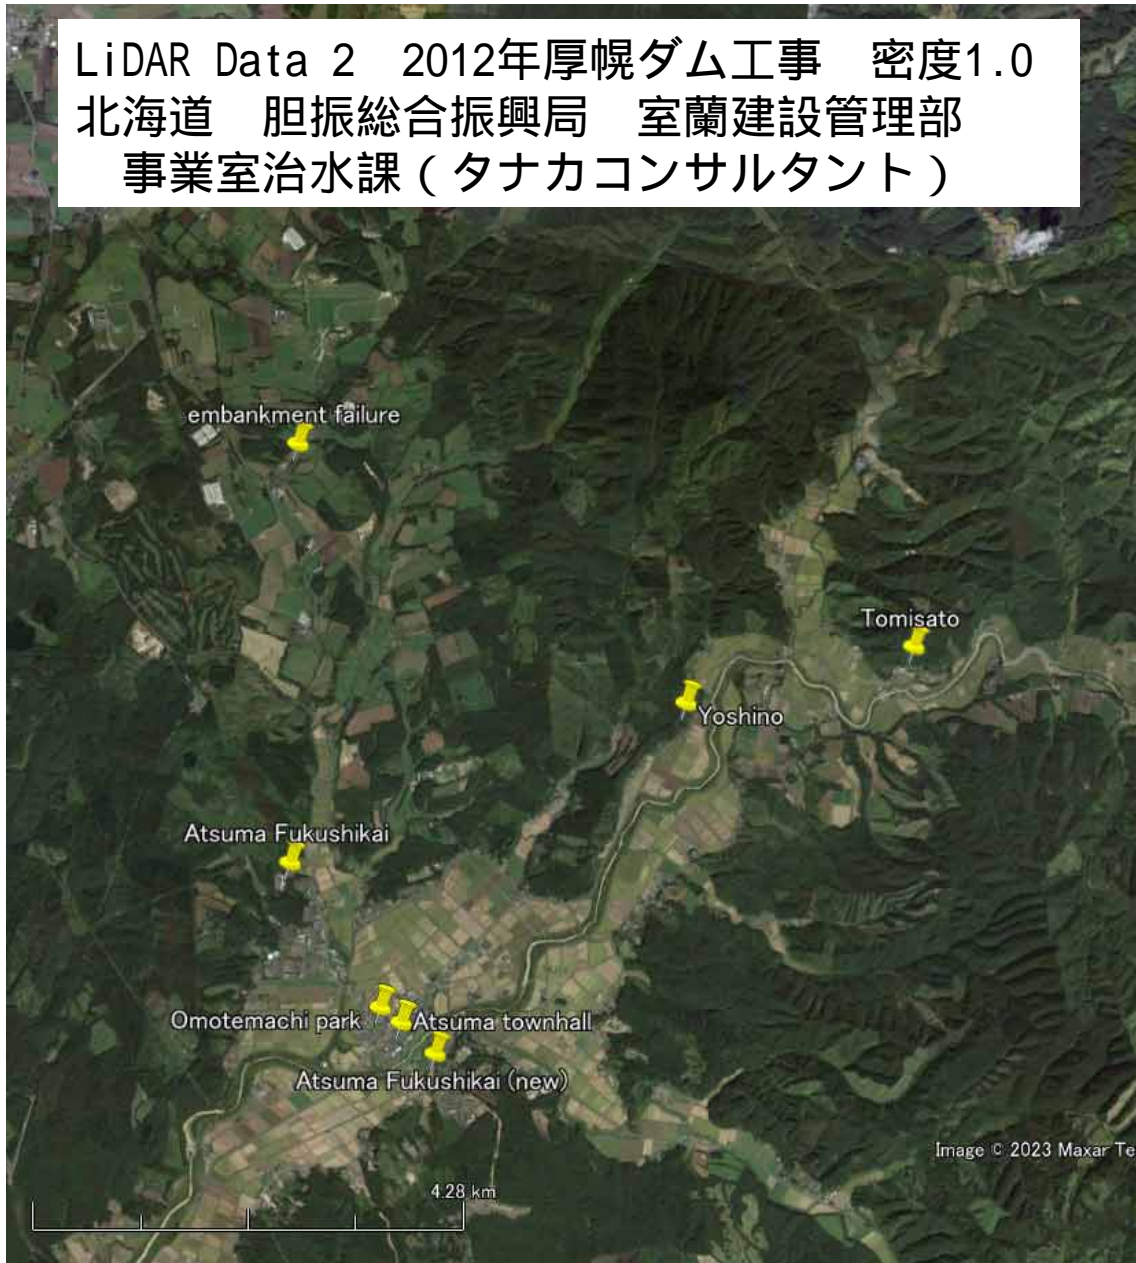 LiDAR Data 2　2012年厚幌ダム工事　密度1.0
北海道　胆振総合振興局　室蘭建設管理部
　事業室治水課（タナカコンサルタント）
embankment failure
Tomisato
Yoshino
Atsuma Fukushikai
Omotemachi park
Atsuma townhall
Atsuma Fukushikai (new)
Image © 2023 Maxar Te
4.28 km